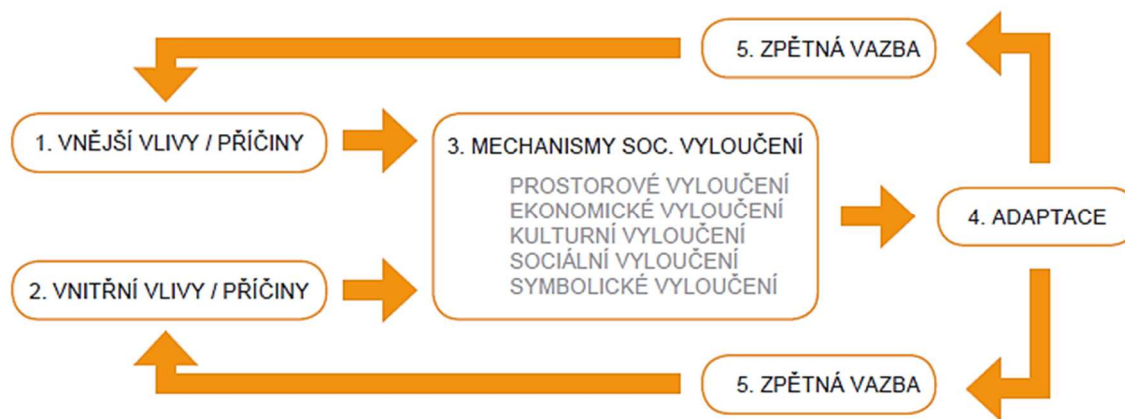 5. ZPĚTNÁ VAZBA
1. VNĚJŠÍ VLIVY / PŘÍČINY
3. MECHANISMY SOC. VYLOUČENÍ
PROSTOROVÉ VYLOUČENÍ
EKONOMICKÉ VYLOUČENÍ
KULTURNÍ VYLOUČENÍ
SOCIÁLNÍ VYLOUČENÍ
SYMBOLICKÉ VYLOUČENÍ
4. ADAPTACE
2. VNITŘNÍ VLIVY / PŘÍČINY
5. ZPĚTNÁ VAZBA